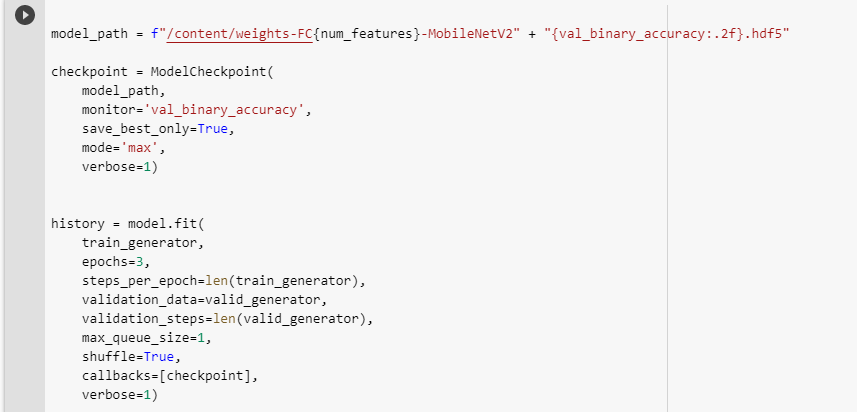 model_path = f"/content/weights-FC{num_features}-MobileNetV2" + "{val_binary_accuracy:.2f}.hdf5"
checkpoint = ModelCheckpoint(
model_path,
monitor='val_binary_accuracy',
save_best_only=True,
mode='max',
verbose=1)
history = model.fit(
train_generator,
epochs=3,
steps_per_epoch=len(train_generator),
validation_data=valid_generator,
validation_steps=len(valid_generator),
max_queue_size=1,
shuffle=True,
callbacks=[checkpoint],
verbose=1)